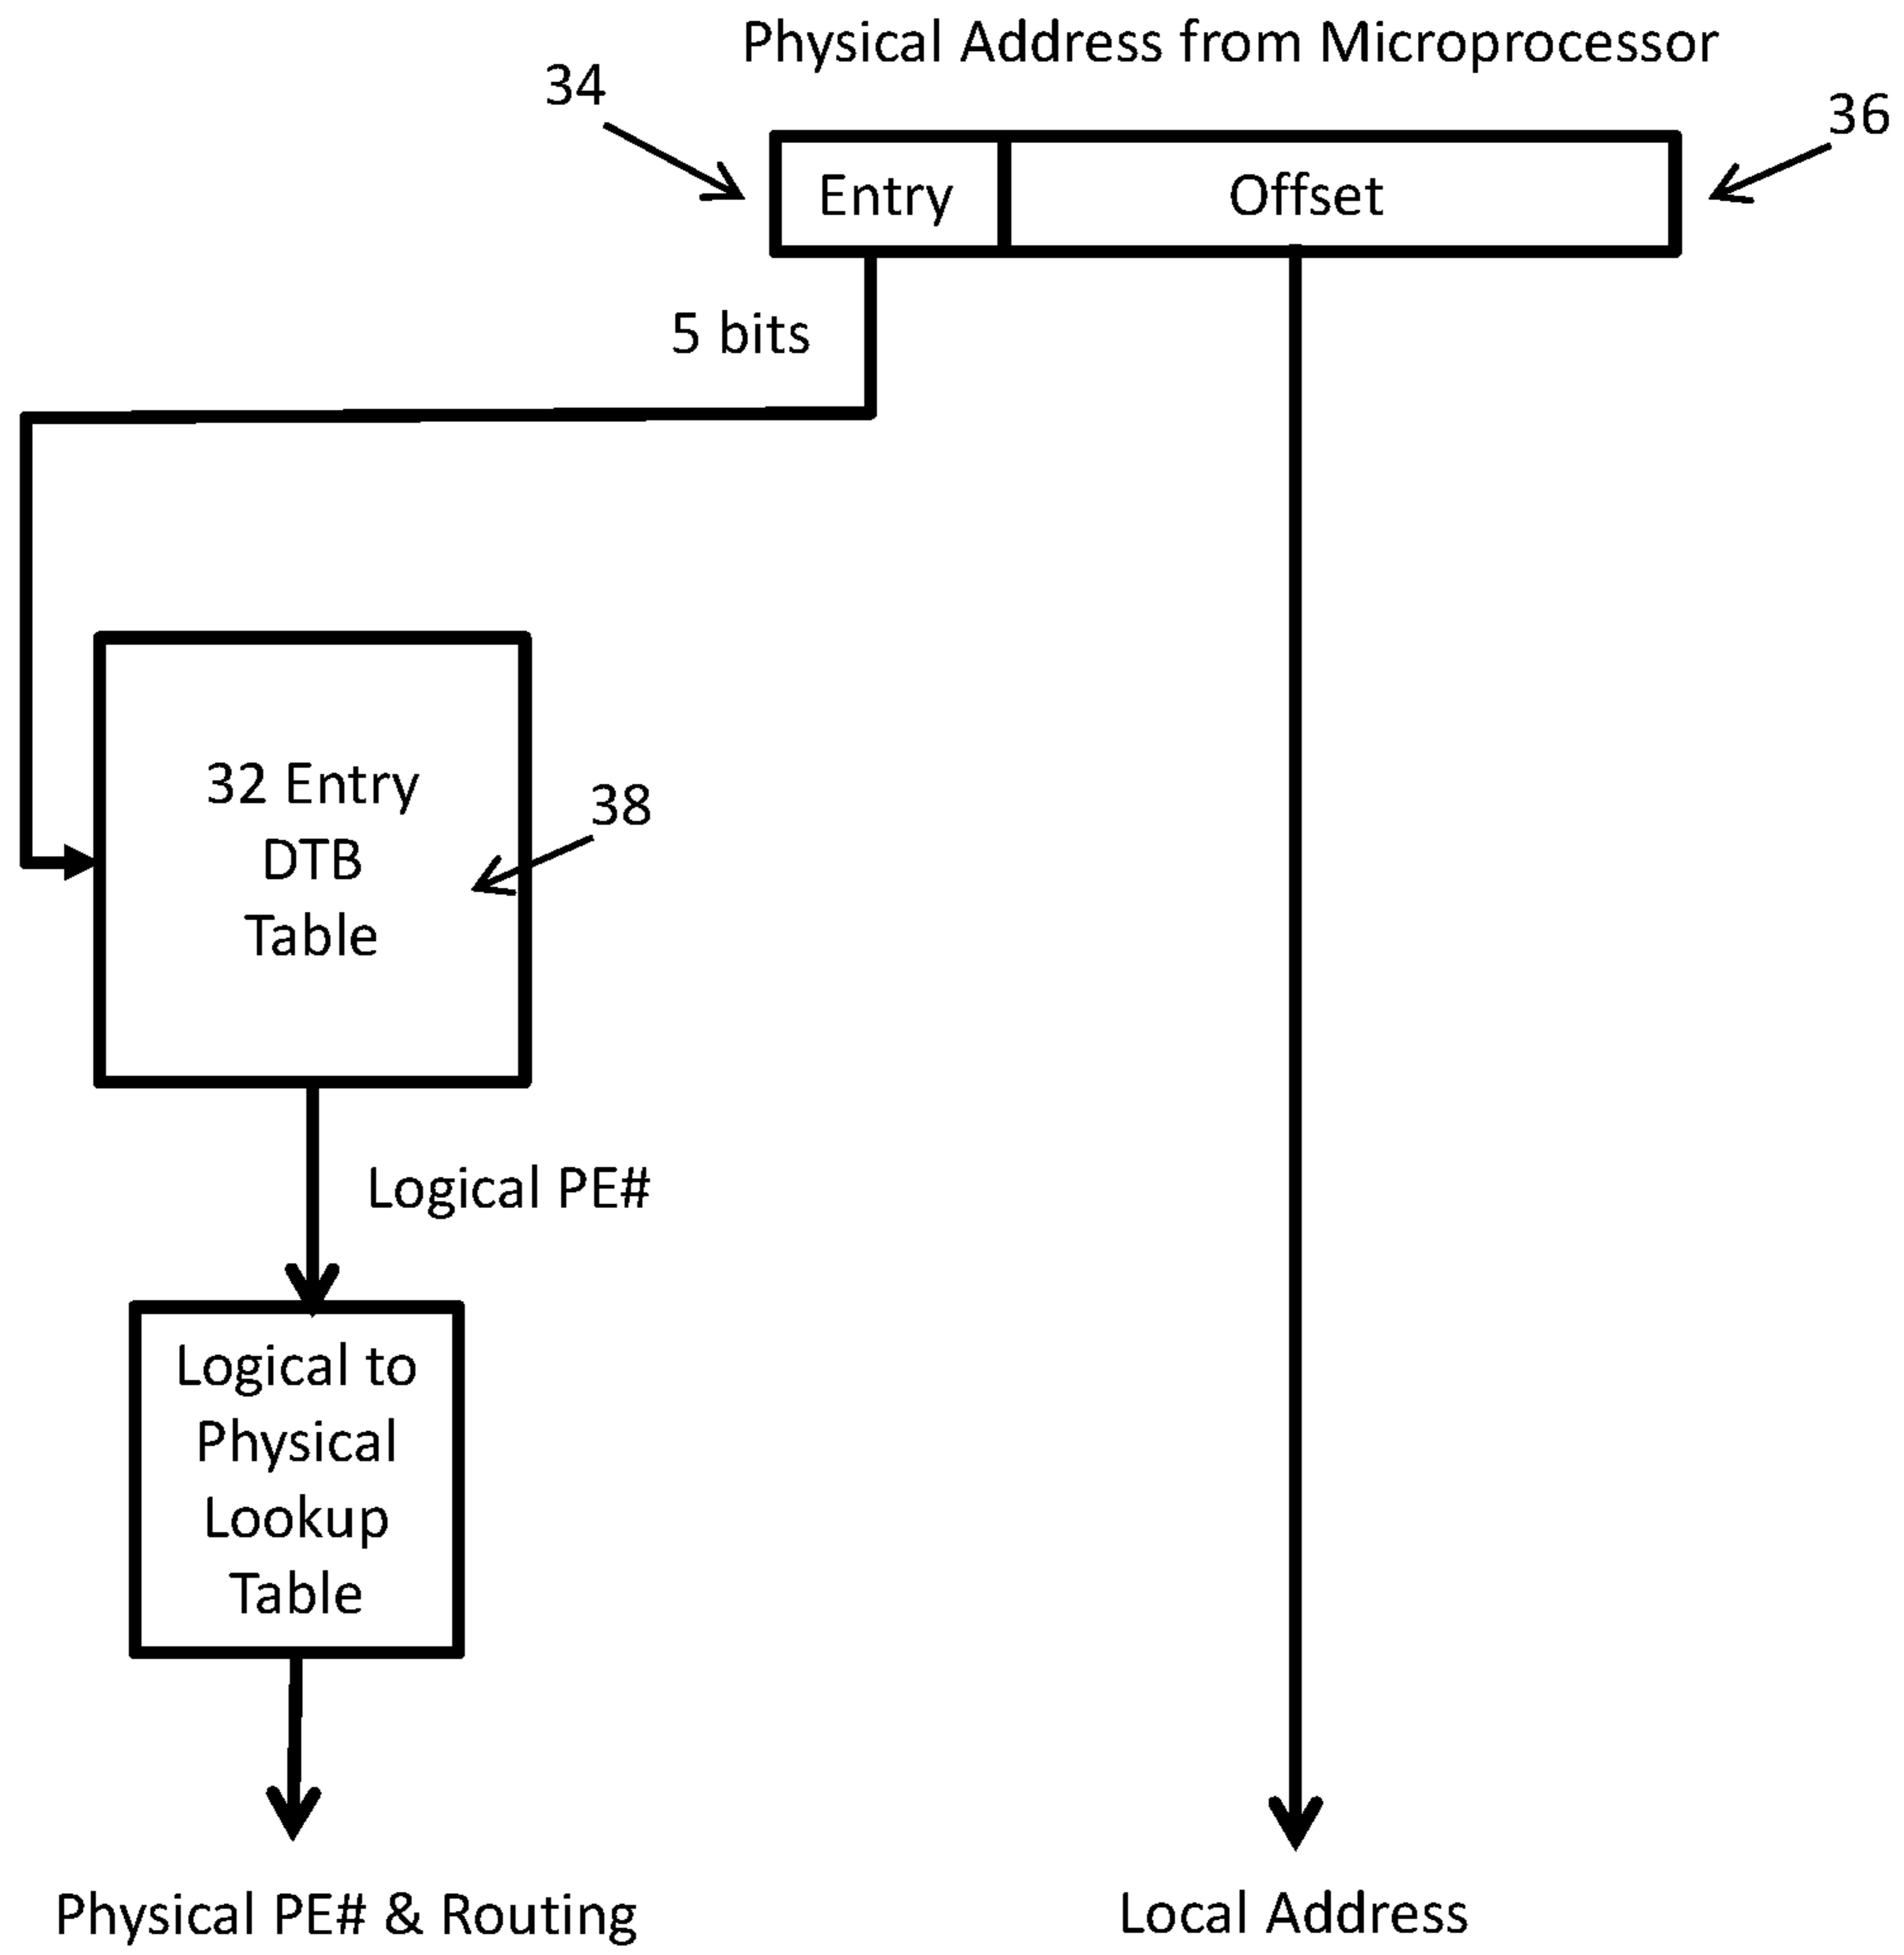 Physical Address from Microprocessor
34
36
Entry
Offset
5 bits
32 Entry
DTB
Table
38
Logical PE#
Logical to
Physical
Lookup
Table
Physical PE# & Routing
Local Address